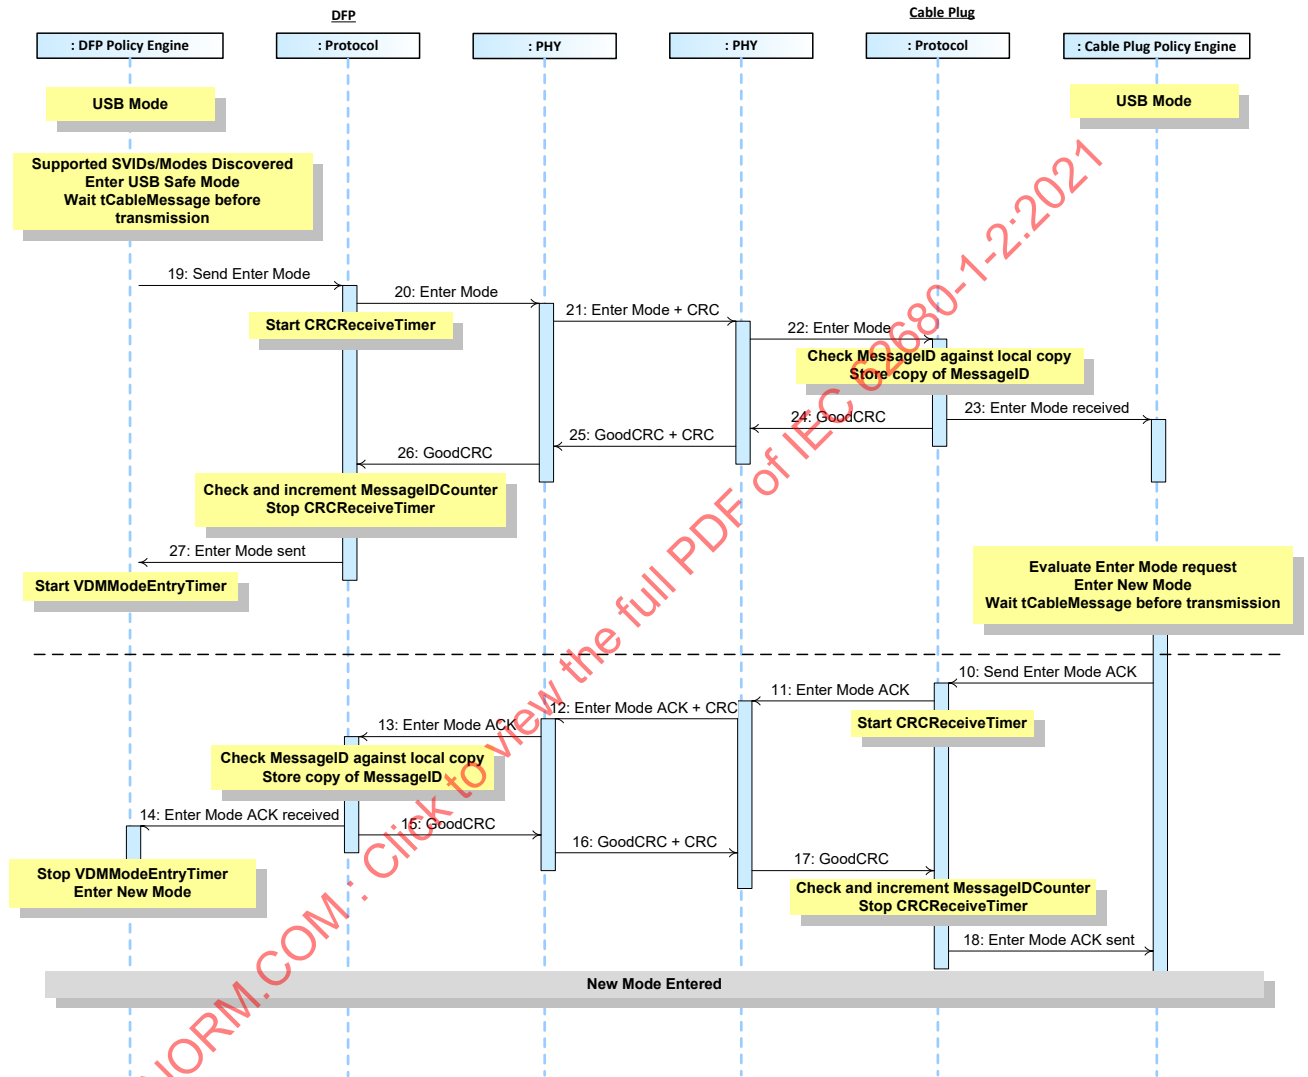 DFP
Cable Plug
: DFP Policy Engine
: Protocol
: PHY
: PHY
: Protocol
: Cable Plug Policy Engine
USB Mode
USB Mode
Supported SVIDs/Modes Discovered
Enter USB Safe Mode
Wait tCableMessage before
transmission
19: Send Enter Mode
20: Enter Mode
21: Enter Mode + CRC
22: Enter Mode
Start CRCReceiveTimer
Check MessageID against local copy
Store copy of MessageID
23: Enter Mode received
24: GoodCRC
25: GoodCRC + CRC
26: GoodCRC
Check and increment MessageIDCounter
Stop CRCReceiveTimer
27: Enter Mode sent
Start VDMModeEntryTimer
Evaluate Enter Mode request
Enter New Mode
Wait tCableMessage before transmission
10: Send Enter Mode ACK
11: Enter Mode ACK
12: Enter Mode ACK + CRC
13: Enter Mode ACK
Start CRCReceiveTimer
Check MessageID against local copy
Store copy of MessageID
14: Enter Mode ACK received
15: GoodCRC
16: GoodCRC + CRC
17: GoodCRC
Stop VDMModeEntryTimer
Enter New Mode
Check and increment MessageIDCounter
Stop CRCReceiveTimer
18: Enter Mode ACK sent
New Mode Entered
NORM.COM : Click to view the full PDF of IEC 62680-1-2:2021